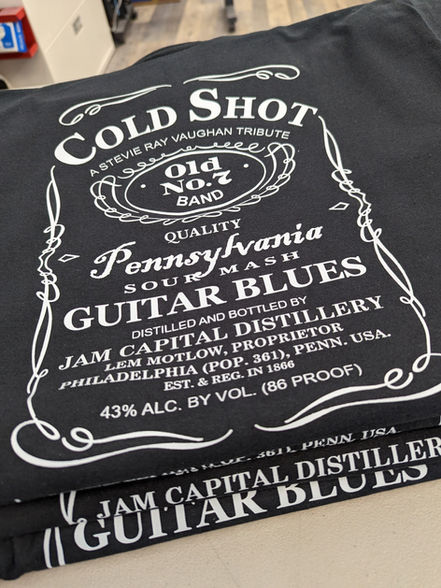 COLD SHOT
A STEVIE RAY VAUGHAN TRIBUTE
Old
No.7
BAND
QUALITY
Pennsylvania
SOUR MASH
GUITAR BLUES
DISTILLED AND BOTTLED BY
JAM CAPITAL DISTILLERY
LEM MOTLOW, PROPRIETOR
PHILADELPHIA (POP. 361), PENN. USA.
EST. & REG. IN 1866
43% ALC. BY VOL. (86 PROOF)
361), PENN. USA
JAM CAPITAL DISTILLER
GUITAR BLUES